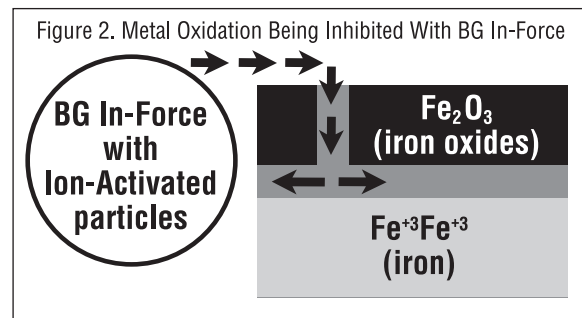 Figure 2. Metal Oxidation Being Inhibited With BG In-Force
BG In-Force
with
Ion-Activated
particles
Fe₂O₃
(iron oxides)
Fe⁺³Fe⁺³
(iron)